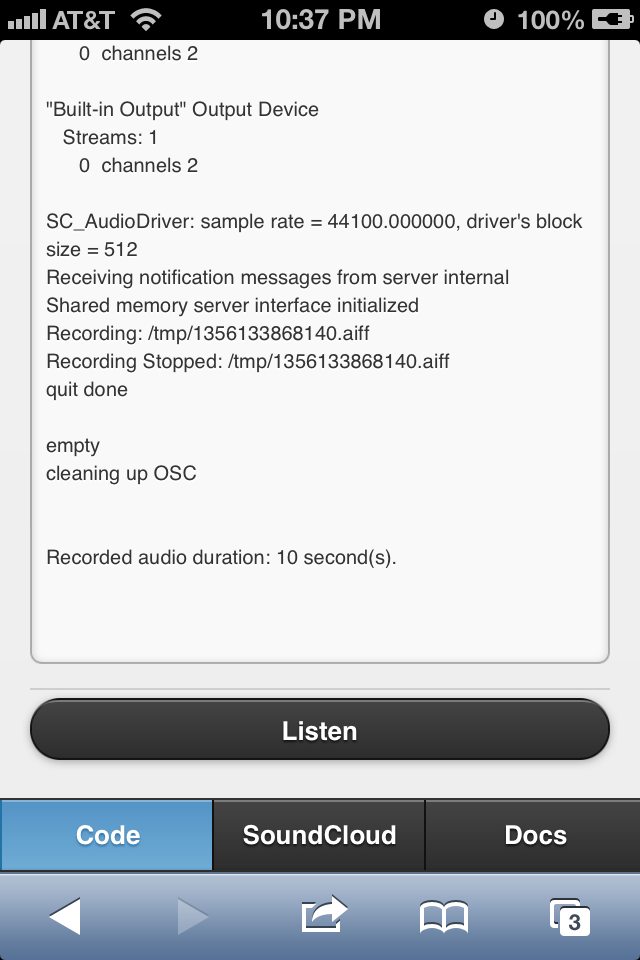 AT&T 10:37 PM 100%
0 channels 2
"Built-in Output" Output Device
Streams: 1
0 channels 2
SC_AudioDriver: sample rate = 44100.000000, driver's block
size = 512
Receiving notification messages from server internal
Shared memory server interface initialized
Recording: /tmp/1356133868140.aiff
Recording Stopped: /tmp/1356133868140.aiff
quit done
empty
cleaning up OSC
Recorded audio duration: 10 second(s).
Listen
Code SoundCloud Docs
3